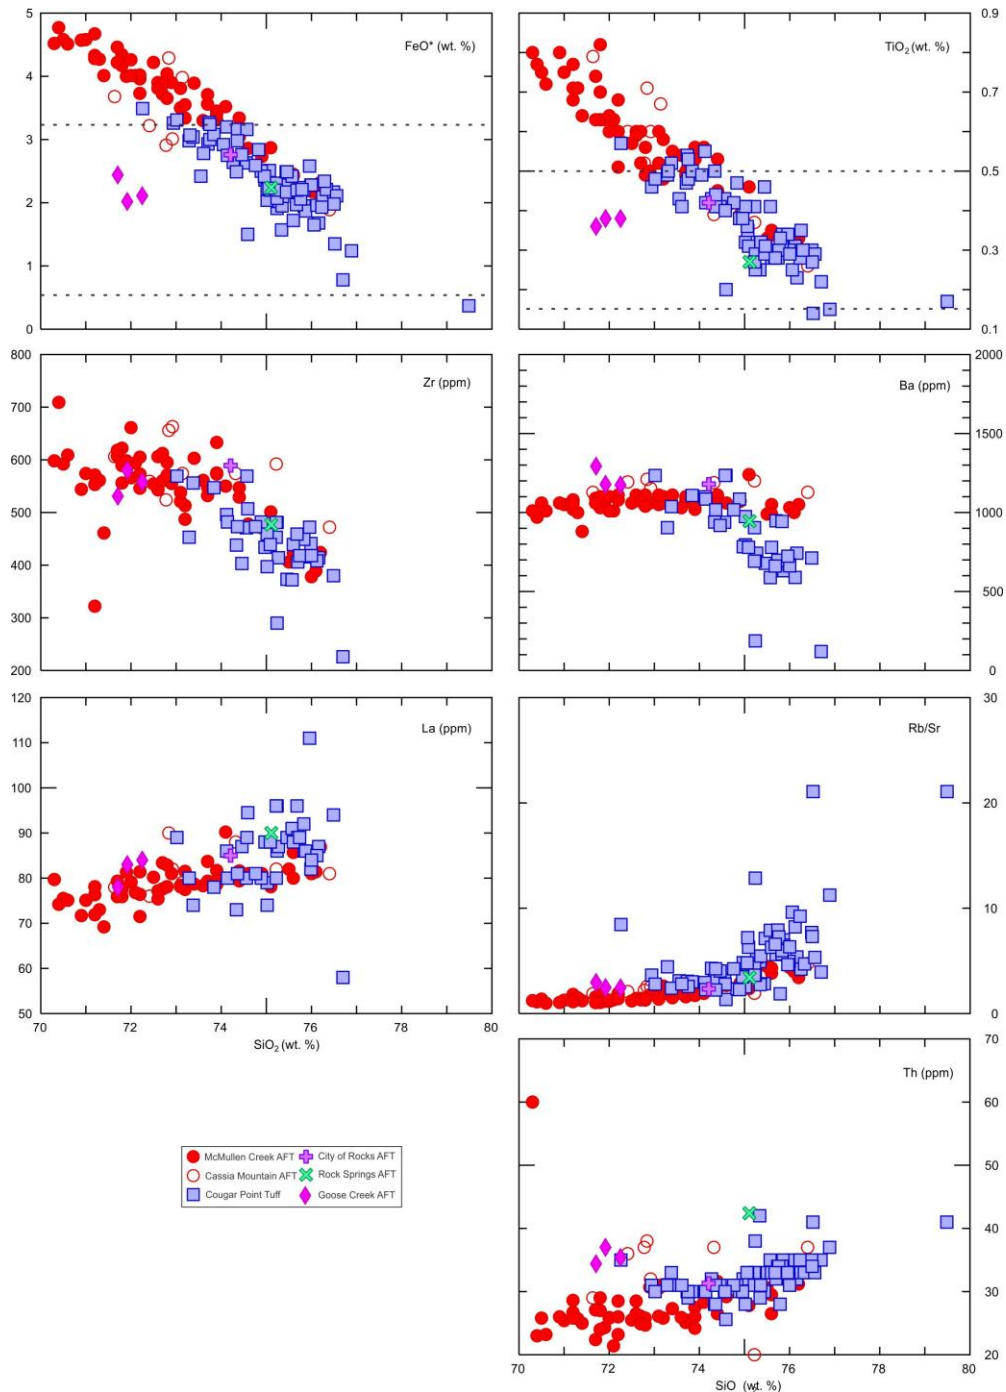 FeO* (wt. %)
5
4
3
2
1
0
TiO2 (wt. %)
0.9
0.7
0.5
0.3
0.1
Zr (ppm)
800
700
600
500
400
300
200
Ba (ppm)
2000
1500
1000
500
0
La (ppm)
120
110
100
90
80
70
60
50
70 72 74 76 78 80
SiO2 (wt. %)
Rb/Sr
30
20
10
0
Th (ppm)
70
60
50
40
30
20
70 72 74 76 78 80
SiO (wt. %)
McMullen Creek AFT
City of Rocks AFT
Cassia Mountain AFT
Rock Springs AFT
Cougar Point Tuff
Goose Creek AFT